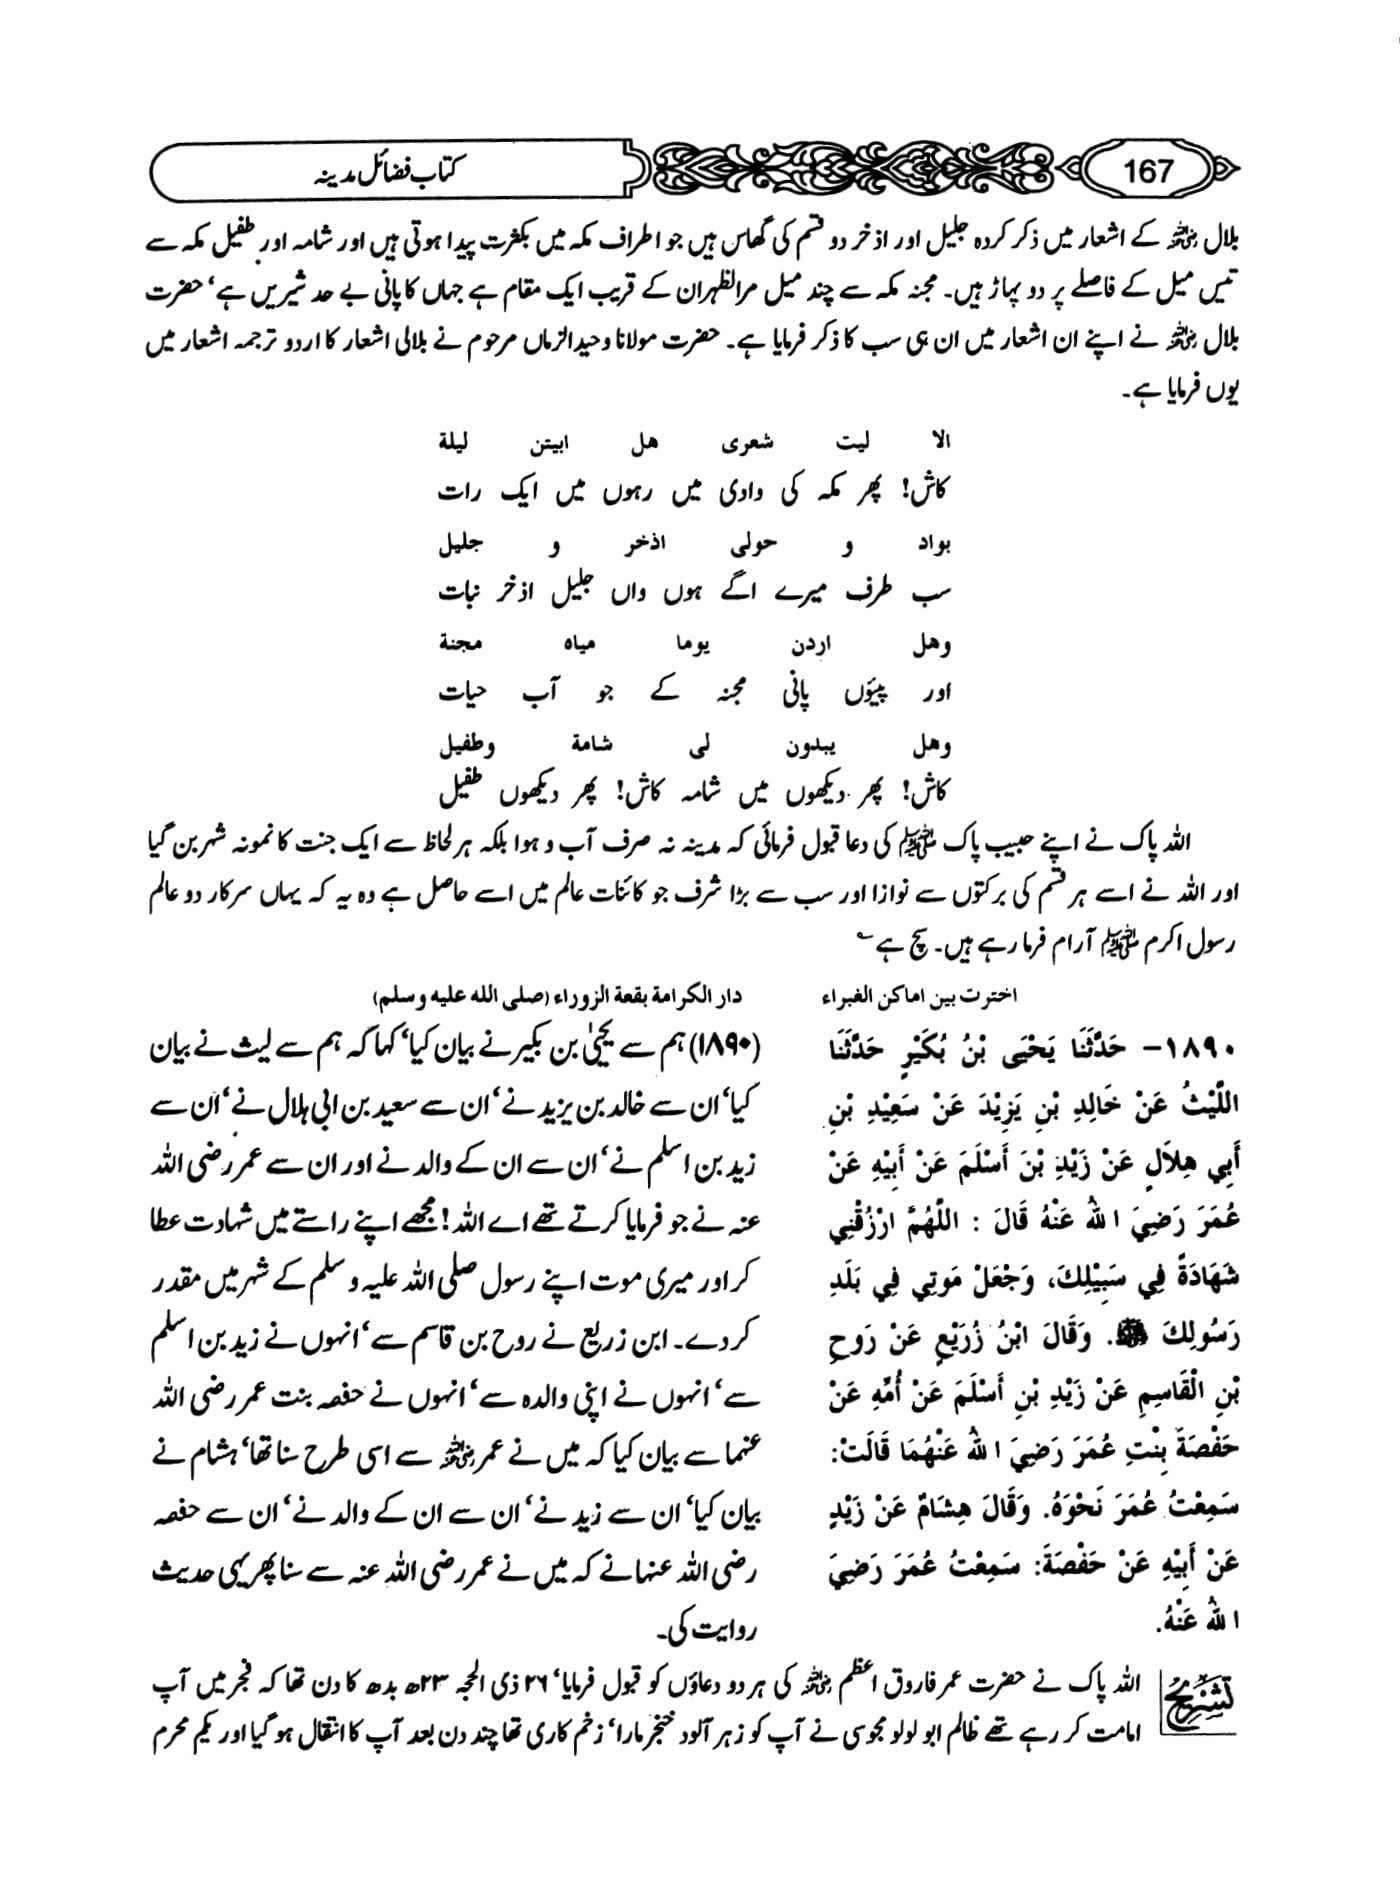 167
کتاب فضائل مدینہ
بلال رضی اللہ عنہ کے اشعار میں ذکر کردہ جلیل اور اذخر دو قسم کی گھاس ہیں جو اطراف مکہ میں بکثرت پیدا ہوتی ہیں اور شامہ اور طفیل مکہ سے
تیس میل کے فاصلے پر دو پہاڑ ہیں۔ مجنہ مکہ سے چند میل مرالظہران کے قریب ایک مقام ہے جہاں کا پانی بے حد شیریں ہے‘ حضرت
بلال رضی اللہ عنہ نے اپنے ان اشعار میں ان ہی سب کا ذکر فرمایا ہے۔ حضرت مولانا وحیدالزماں مرحوم نے بلالی اشعار کا اردو ترجمہ اشعار میں
یوں فرمایا ہے۔
الا لیت شعری هل ابیتن لیلة
کاش! پھر مکہ کی وادی میں رہوں میں ایک رات
بواد و حولی اذخر و جلیل
سب طرف میرے اگے ہوں واں جلیل اذخر نبات
وهل اردن یوما میاه مجنة
اور پیؤں پانی مجنہ کے جو آب حیات
وهل یبدون لی شامة وطفیل
کاش! پھر دیکھوں میں شامہ کاش! پھر دیکھوں طفیل
اللہ پاک نے اپنے حبیب پاک ﷺ کی دعا قبول فرمائی کہ مدینہ نہ صرف آب و ہوا بلکہ ہر لحاظ سے ایک جنت کا نمونہ شہر بن گیا
اور اللہ نے اسے ہر قسم کی برکتوں سے نوازا اور سب سے بڑا شرف جو کائنات عالم میں اسے حاصل ہے وہ یہ کہ یہاں سرکار دو عالم
رسول اکرم ﷺ آرام فرما رہے ہیں۔ سچ ہے ؎
اخترت بین اماکن الغبراء دار الکرامة بقعة الزوراء (صلی الله علیه وسلم)
١٨٩٠– حَدَّثَنَا يَحْيَى بْنُ بُكَيْرٍ حَدَّثَنَا
اللَّيْثُ عَنْ خَالِدِ بْنِ يَزِيْدَ عَنْ سَعِيْدِ بْنِ
أَبِي هِلاَلٍ عَنْ زَيْدِ بْنَ أَسْلَمَ عَنْ أَبِيْهِ عَنْ
عُمَرَ رَضِيَ اللهُ عَنْهُ قَالَ : اللَّهُمَّ ارْزُقْنِي
شَهَادَةً فِي سَبِيْلِكَ، وَجْعَلْ مَوتِي فِي بَلَدِ
رَسُولِكَ ﷺ. وَقَالَ ابْنُ زُرَيْعٍ عَنْ رَوحِ
بْنِ الْقَاسِمِ عَنْ زَيْدِ بْنِ أَسْلَمَ عَنْ أُمِّهِ عَنْ
حَفْصَةَ بِنْتِ عُمَرَ رَضِيَ اللهُ عَنْهُمَا قَالَتْ:
سَمِعْتُ عُمَرَ نَحْوَهُ. وَقَالَ هِشَامٌ عَنْ زَيْدٍ
عَنْ أَبِيْهِ عَنْ حَفْصَةَ: سَمِعْتُ عُمَرَ رَضِيَ
اللهُ عَنْهُ.
(۱۸۹۰) ہم سے یحییٰ بن بکیر نے بیان کیا‘ کہا کہ ہم سے لیث نے بیان
کیا‘ ان سے خالد بن یزید نے‘ ان سے سعید بن ابی ہلال نے‘ ان سے
زید بن اسلم نے‘ ان سے ان کے والد نے اور ان سے عمر رضی اللہ
عنہ نے جو فرمایا کرتے تھے اے اللہ! مجھے اپنے راستے میں شہادت عطا
کر اور میری موت اپنے رسول صلی اللہ علیہ وسلم کے شہر میں مقدر
کر دے۔ ابن زریع نے روح بن قاسم سے‘ انہوں نے زید بن اسلم
سے‘ انہوں نے اپنی والدہ سے‘ انہوں نے حفصہ بنت عمر رضی اللہ
عنہما سے بیان کیا کہ میں نے عمر رضی اللہ عنہ سے اسی طرح سنا تھا‘ ہشام نے
بیان کیا‘ ان سے زید نے‘ ان سے ان کے والد نے‘ ان سے حفصہ
رضی اللہ عنہا نے کہ میں نے عمر رضی اللہ عنہ سے سنا پھر یہی حدیث
روایت کی۔
تشریح
اللہ پاک نے حضرت عمر فاروق اعظم رضی اللہ عنہ کی ہر دو دعاؤں کو قبول فرمایا‘ ۲۶ ذی الحجہ ۲۳ھ بدھ کا دن تھا کہ فجر میں آپ
امامت کر رہے تھے ظالم ابو لولو مجوسی نے آپ کو زہر آلود خنجر مارا‘ زخم کاری تھا چند دن بعد آپ کا انتقال ہو گیا اور یکم محرم